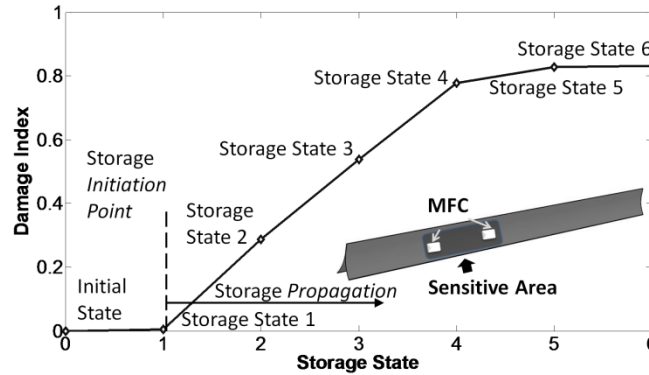 1
0.8
0.6
0.4
0.2
0
Damage Index
Storage State 6
Storage State 4
Storage State 5
Storage
Initiation
Point
Storage State 3
Storage
State 2
MFC
Initial
State
Storage Propagation
Sensitive Area
Storage State 1
0 1 2 3 4 5 6
Storage State